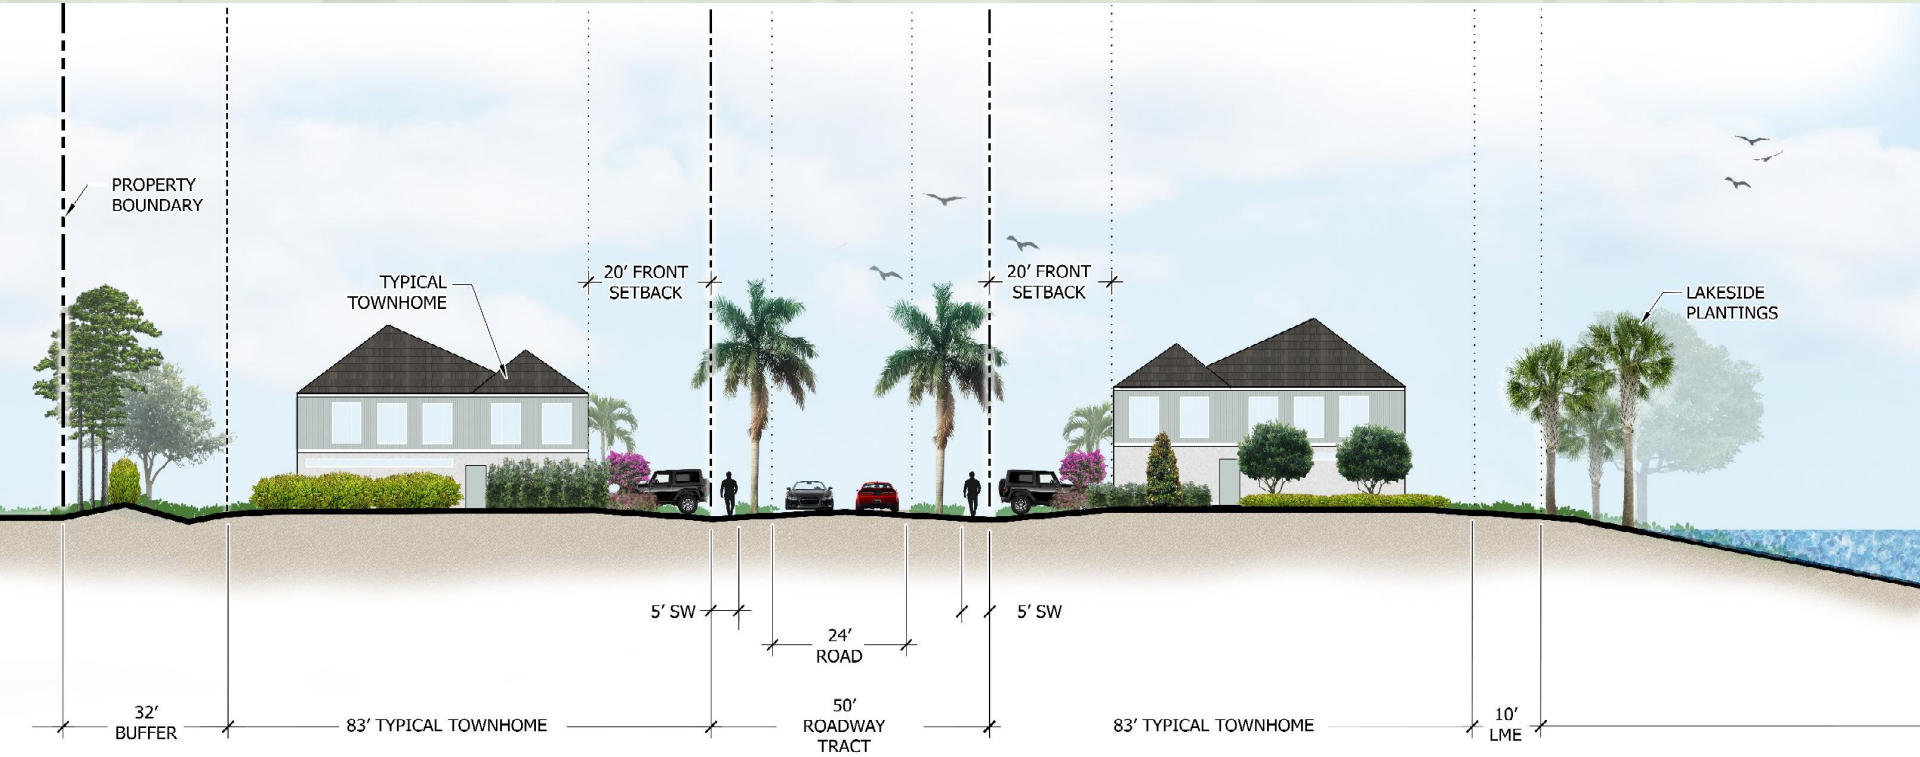 PROPERTY
BOUNDARY
TYPICAL
TOWNHOME
20' FRONT
SETBACK
20' FRONT
SETBACK
LAKESIDE
PLANTINGS
5' SW
5' SW
24'
ROAD
32'
BUFFER
83' TYPICAL TOWNHOME
50'
ROADWAY
TRACT
83' TYPICAL TOWNHOME
10'
LME